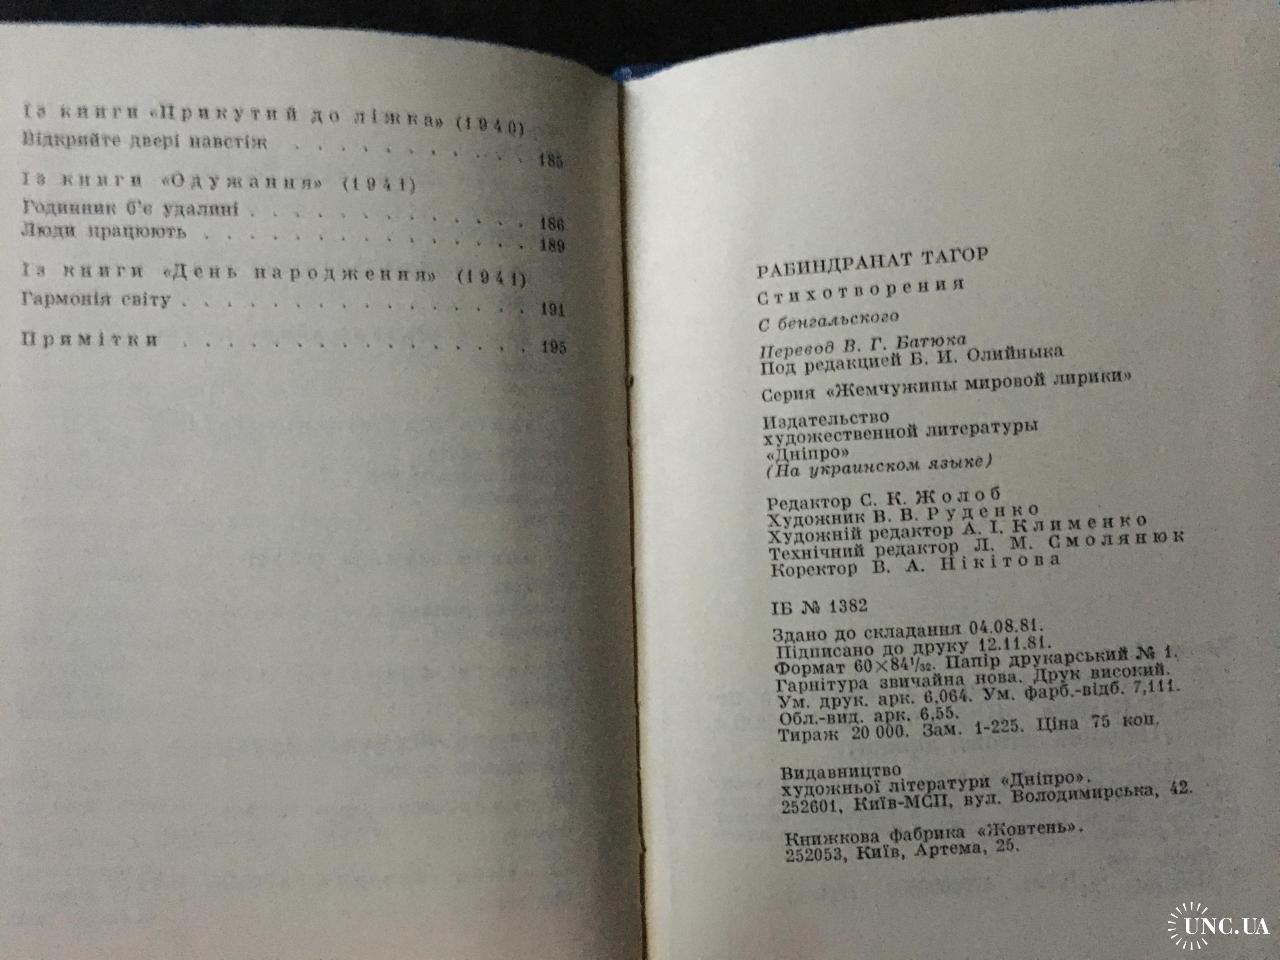 Із книги «Прикутий до ліжка» (1940)
Відкрийте двері навстіж . . . . . . . . . . . 185
Із книги «Одужання» (1941)
Годинник б'є удалині . . . . . . . . . . . . . 186
Люди працюють . . . . . . . . . . . . . . . 189
Із книги «День народження» (1941)
Гармонія світу . . . . . . . . . . . . . . . . 191
Примітки . . . . . . . . . . . . . . . . 195
РАБИНДРАНАТ ТАГОР
Стихотворения
С бенгальского
Перевод В. Г. Батюка
Под редакцией Б. И. Олийныка
Серия «Жемчужины мировой лирики»
Издательство
художественной литературы
«Дніпро»
(На украинском языке)
Редактор С. К. Жолоб
Художник В. В. Руденко
Художній редактор А. І. Клименко
Технічний редактор Л. М. Смолянюк
Коректор В. А. Нікітова
ІБ № 1382
Здано до складання 04.08.81.
Підписано до друку 12.11.81.
Формат 60×84¹/₃₂. Папір друкарський № 1.
Гарнітура звичайна нова. Друк високий.
Ум. друк. арк. 6,064. Ум. фарб.-відб. 7,111.
Обл.-вид. арк. 6,55.
Тираж 20 000. Зам. 1-225. Ціна 75 коп.
Видавництво
художньої літератури «Дніпро».
252601, Київ-МСП, вул. Володимирська, 42.
Книжкова фабрика «Жовтень».
252053, Київ, Артема, 25.
UNC.UA